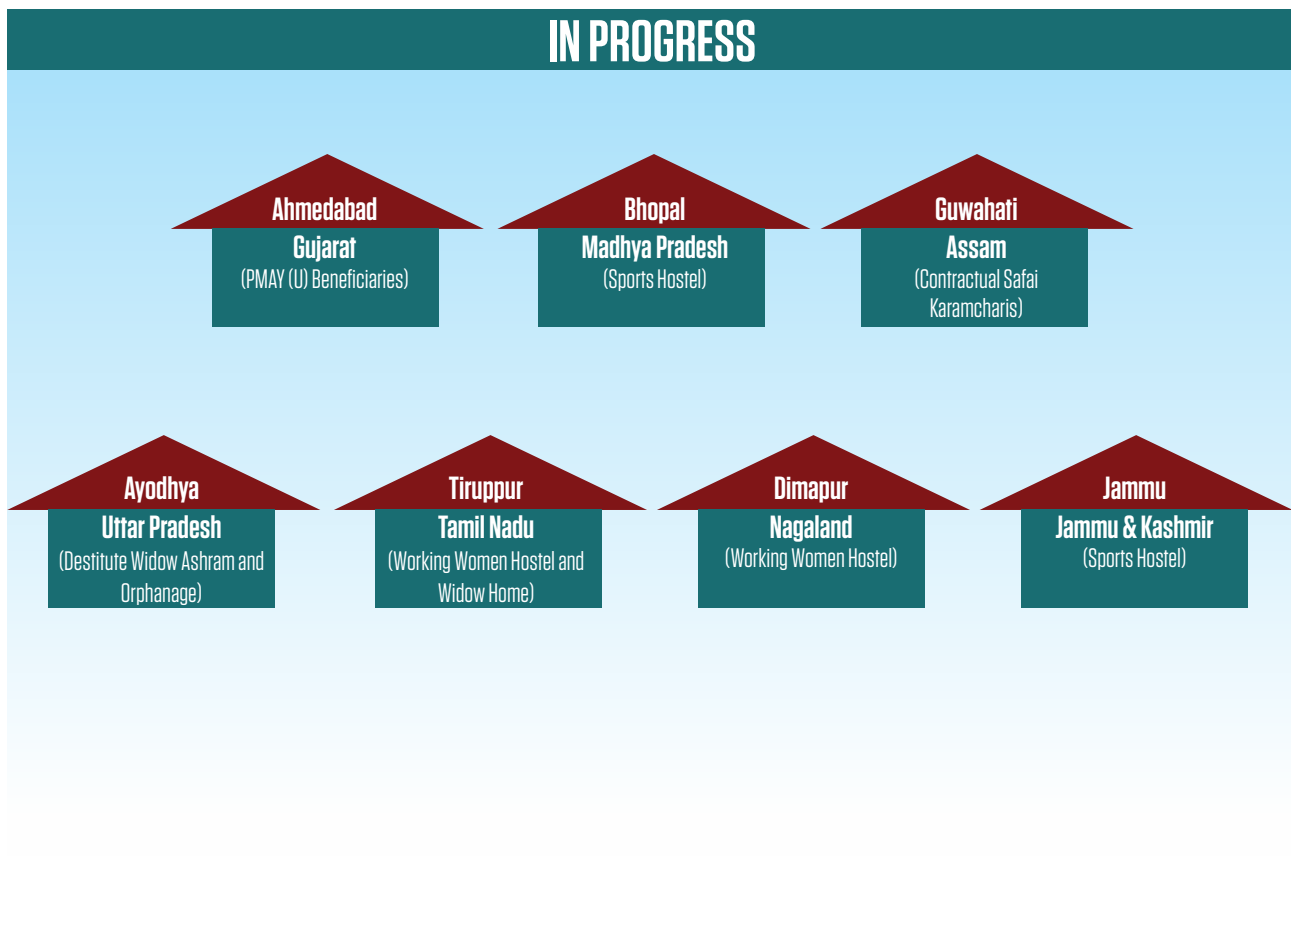 IN PROGRESS
Ahmedabad
Gujarat
(PMAY (U) Beneficiaries)
Bhopal
Madhya Pradesh
(Sports Hostel)
Guwahati
Assam
(Contractual Safai
Karamcharis)
Ayodhya
Uttar Pradesh
(Destitute Widow Ashram and
Orphanage)
Tiruppur
Tamil Nadu
(Working Women Hostel and
Widow Home)
Dimapur
Nagaland
(Working Women Hostel)
Jammu
Jammu & Kashmir
(Sports Hostel)